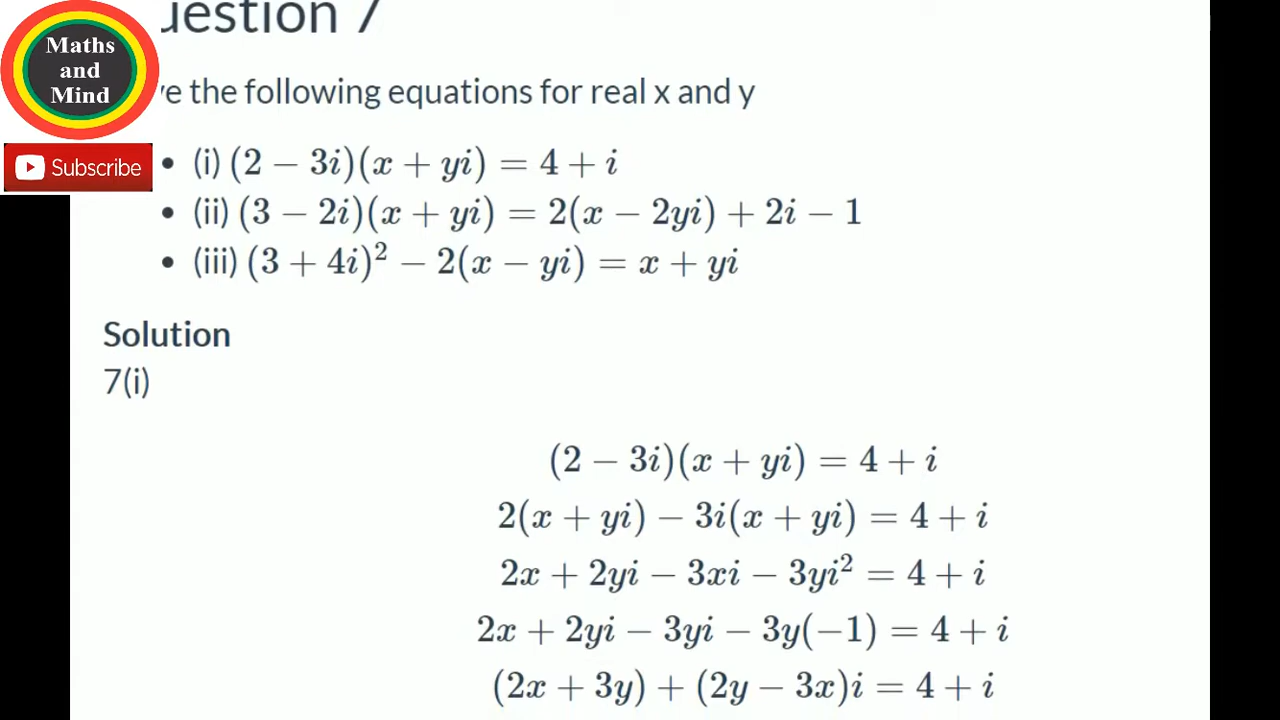 uestion 7
Maths
and
Mind
the following equations for real x and y
Subscribe
• (i) (2 − 3i)(x + yi) = 4 + i
• (ii) (3 − 2i)(x + yi) = 2(x − 2yi) + 2i − 1
• (iii) (3 + 4i)² − 2(x − yi) = x + yi
Solution
7(i)
(2 − 3i)(x + yi) = 4 + i
2(x + yi) − 3i(x + yi) = 4 + i
2x + 2yi − 3xi − 3yi² = 4 + i
2x + 2yi − 3yi − 3y(−1) = 4 + i
(2x + 3y) + (2y − 3x)i = 4 + i